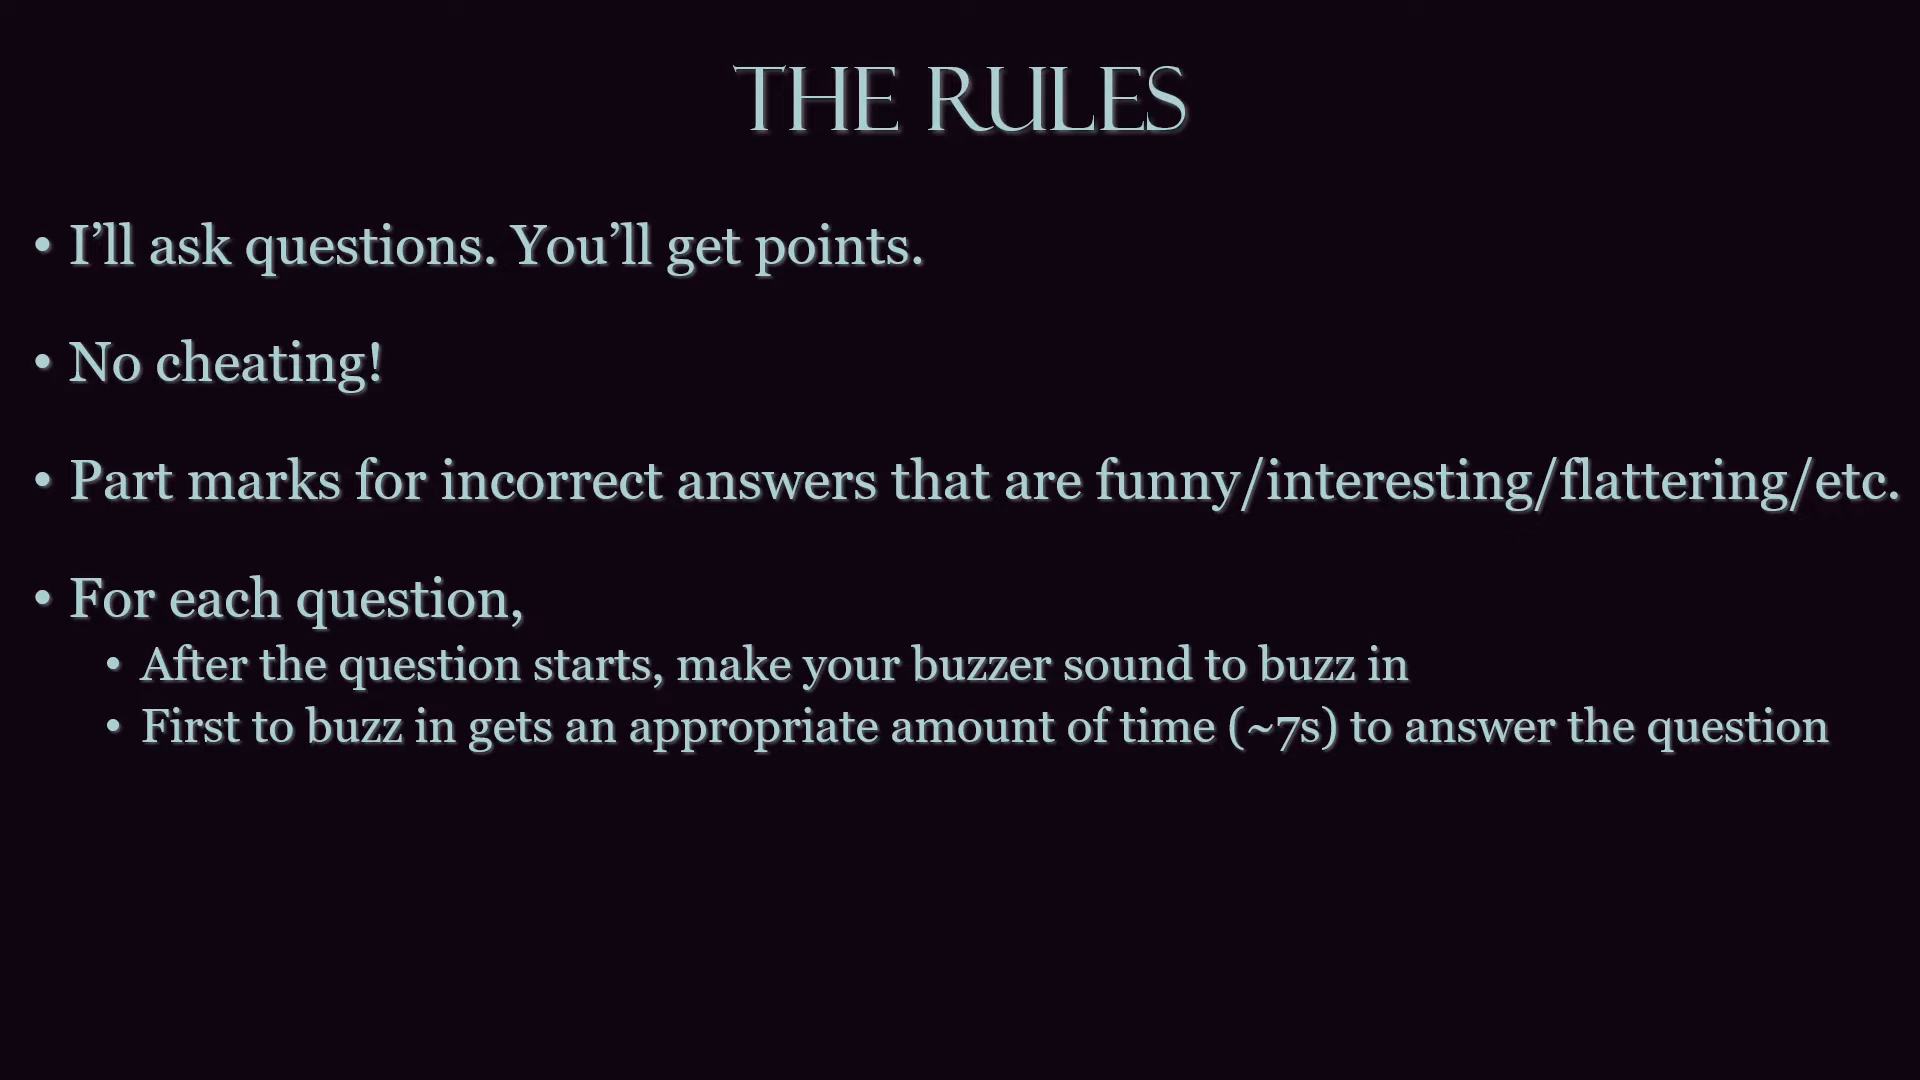 THE RULES
• I’ll ask questions. You’ll get points.
• No cheating!
• Part marks for incorrect answers that are funny/interesting/flattering/etc.
• For each question,
• After the question starts, make your buzzer sound to buzz in
• First to buzz in gets an appropriate amount of time (~7s) to answer the question